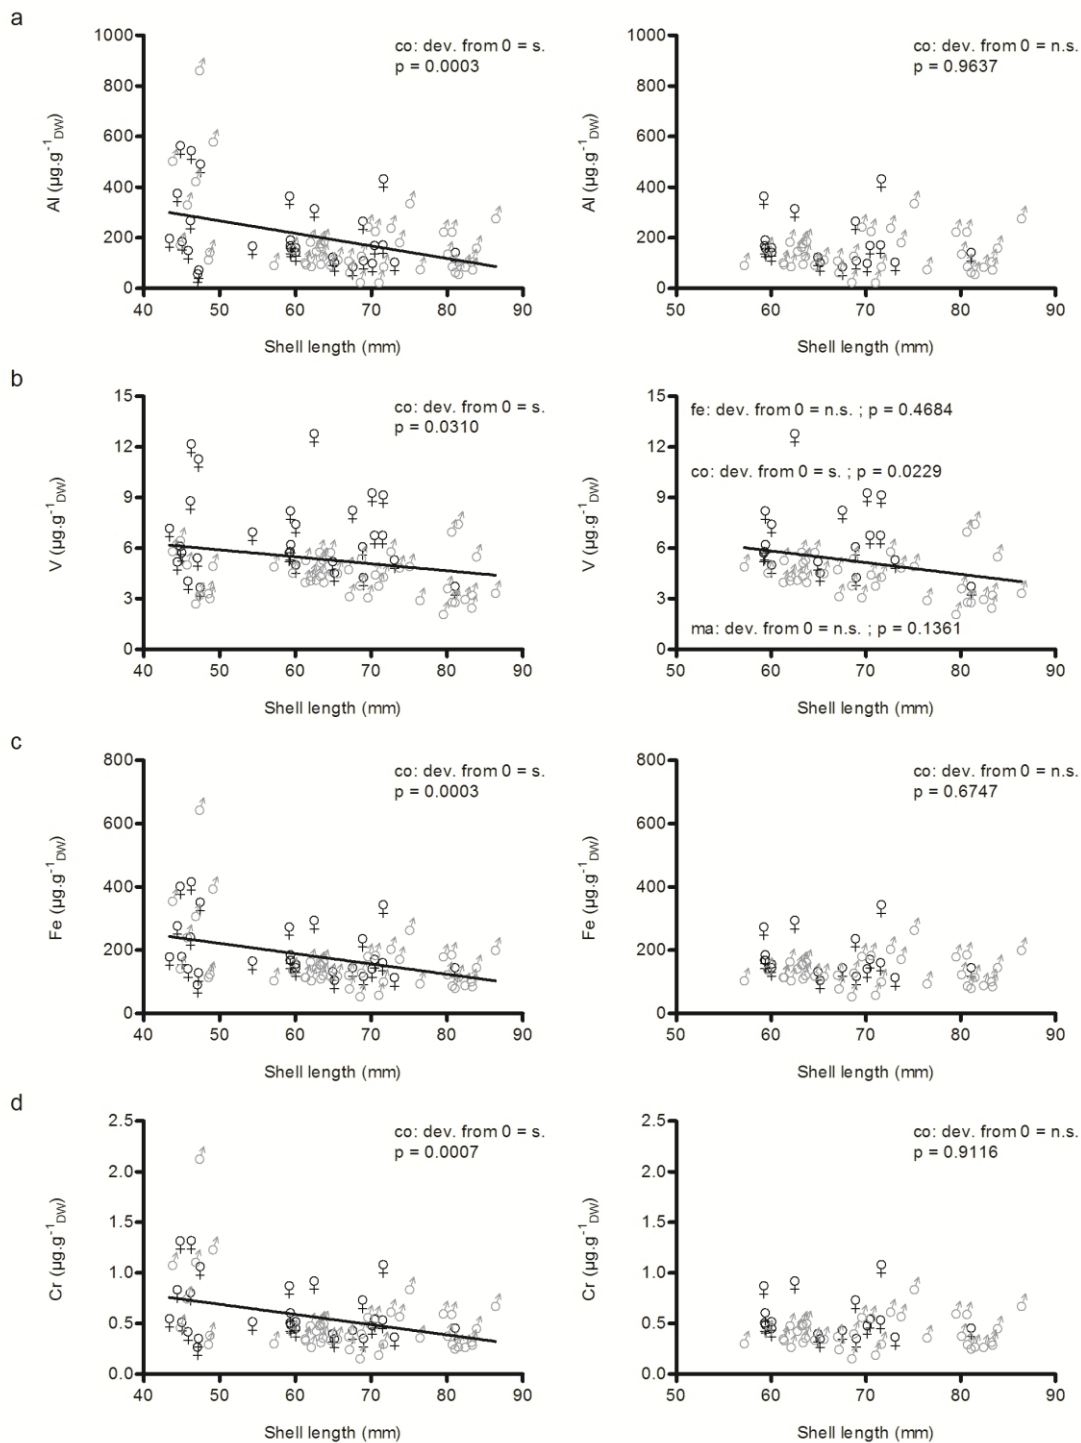 a
1000
800
600
400
200
0
Al (µg.g⁻¹DW)
40 50 60 70 80 90
Shell length (mm)
co: dev. from 0 = s.
p = 0.0003
1000
800
600
400
200
0
Al (µg.g⁻¹DW)
50 60 70 80 90
Shell length (mm)
co: dev. from 0 = n.s.
p = 0.9637
b
15
12
9
6
3
0
V (µg.g⁻¹DW)
40 50 60 70 80 90
Shell length (mm)
co: dev. from 0 = s.
p = 0.0310
15
12
9
6
3
0
V (µg.g⁻¹DW)
50 60 70 80 90
Shell length (mm)
fe: dev. from 0 = n.s. ; p = 0.4684
co: dev. from 0 = s. ; p = 0.0229
ma: dev. from 0 = n.s. ; p = 0.1361
c
800
600
400
200
0
Fe (µg.g⁻¹DW)
40 50 60 70 80 90
Shell length (mm)
co: dev. from 0 = s.
p = 0.0003
800
600
400
200
0
Fe (µg.g⁻¹DW)
50 60 70 80 90
Shell length (mm)
co: dev. from 0 = n.s.
p = 0.6747
d
2.5
2.0
1.5
1.0
0.5
0.0
Cr (µg.g⁻¹DW)
40 50 60 70 80 90
Shell length (mm)
co: dev. from 0 = s.
p = 0.0007
2.5
2.0
1.5
1.0
0.5
0.0
Cr (µg.g⁻¹DW)
50 60 70 80 90
Shell length (mm)
co: dev. from 0 = n.s.
p = 0.9116